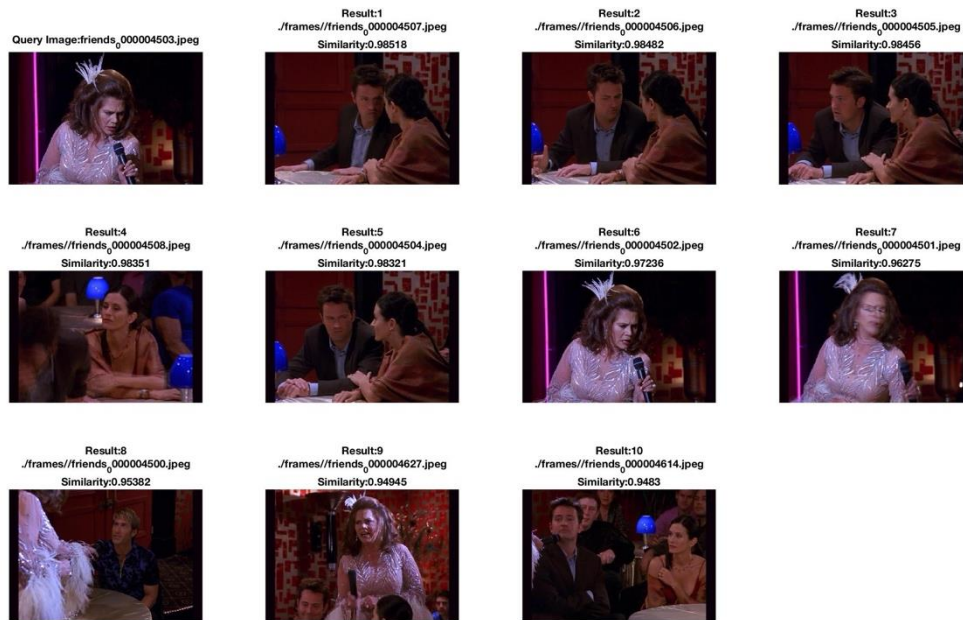 Query Image:friends_0000004503.jpeg
Result:1
./frames//friends_0000004507.jpeg
Similarity:0.98518
Result:2
./frames//friends_0000004506.jpeg
Similarity:0.98482
Result:3
./frames//friends_0000004505.jpeg
Similarity:0.98456
Result:4
./frames//friends_0000004508.jpeg
Similarity:0.98351
Result:5
./frames//friends_0000004504.jpeg
Similarity:0.98321
Result:6
./frames//friends_0000004502.jpeg
Similarity:0.97236
Result:7
./frames//friends_0000004501.jpeg
Similarity:0.96275
Result:8
./frames//friends_0000004500.jpeg
Similarity:0.95382
Result:9
./frames//friends_0000004627.jpeg
Similarity:0.94945
Result:10
./frames//friends_0000004614.jpeg
Similarity:0.9483